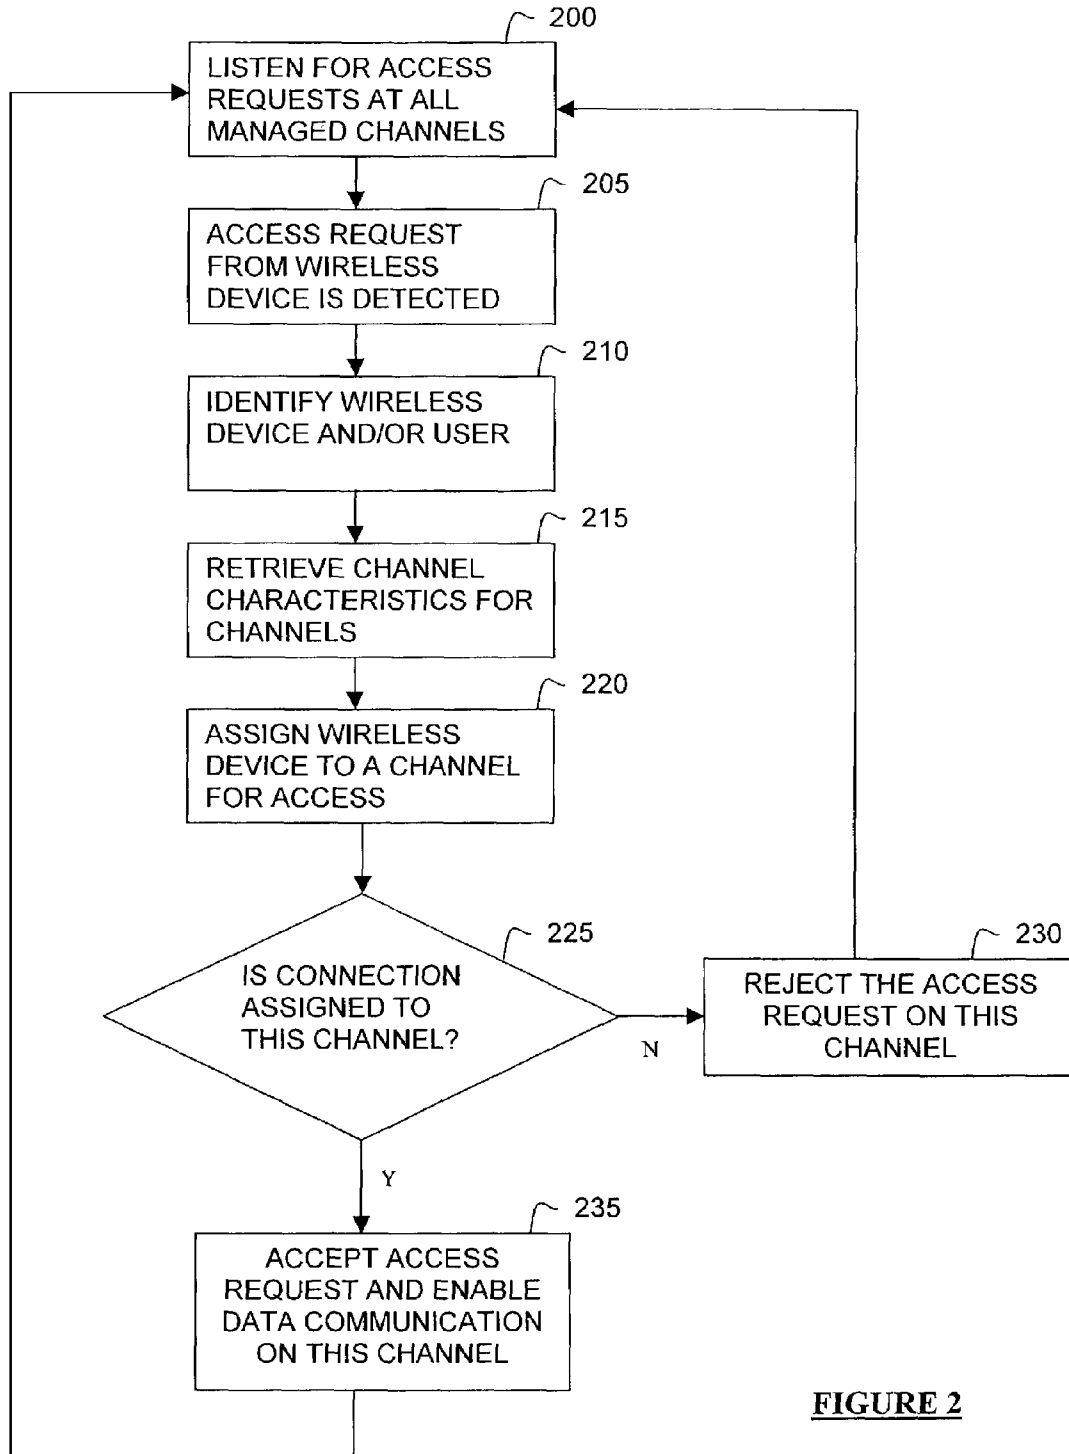 200
LISTEN FOR ACCESS
REQUESTS AT ALL
MANAGED CHANNELS
205
ACCESS REQUEST
FROM WIRELESS
DEVICE IS DETECTED
210
IDENTIFY WIRELESS
DEVICE AND/OR USER
215
RETRIEVE CHANNEL
CHARACTERISTICS FOR
CHANNELS
220
ASSIGN WIRELESS
DEVICE TO A CHANNEL
FOR ACCESS
225
IS CONNECTION
ASSIGNED TO
THIS CHANNEL?
N
230
REJECT THE ACCESS
REQUEST ON THIS
CHANNEL
Y
235
ACCEPT ACCESS
REQUEST AND ENABLE
DATA COMMUNICATION
ON THIS CHANNEL
FIGURE 2